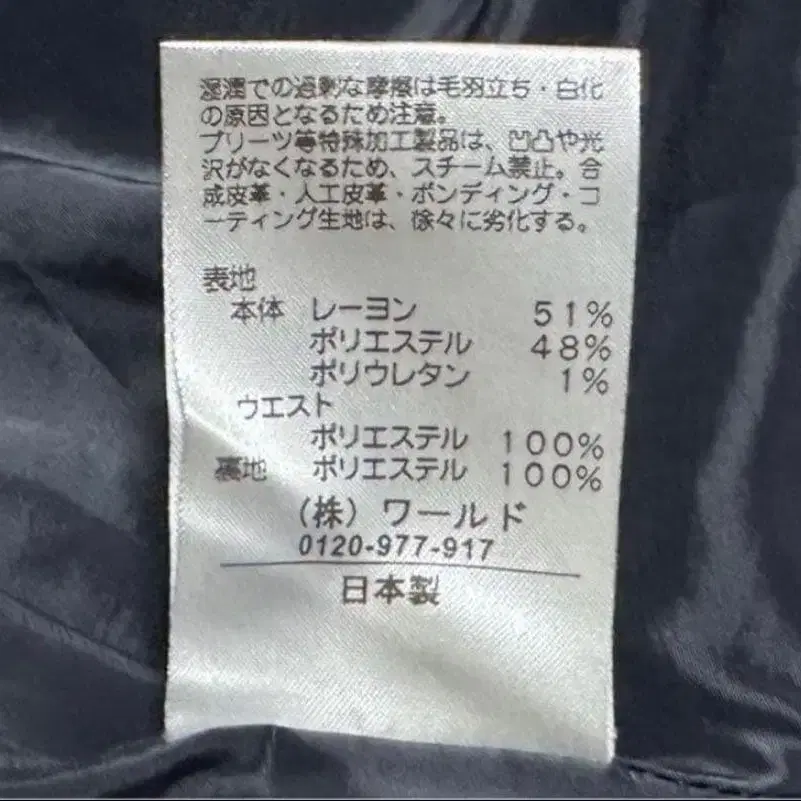 湿潤での過剰な摩擦は毛羽立ち・白化
の原因となるため注意。
プリーツ等特殊加工製品は、凹凸や光
沢がなくなるため、スチーム禁止。合
成皮革・人工皮革・ボンディング・コ
ーティング生地は、徐々に劣化する。
表地
本体 レーヨン 51%
ポリエステル 48%
ポリウレタン 1%
ウエスト
ポリエステル 100%
裏地 ポリエステル 100%
(株)ワールド
0120-977-917
日本製